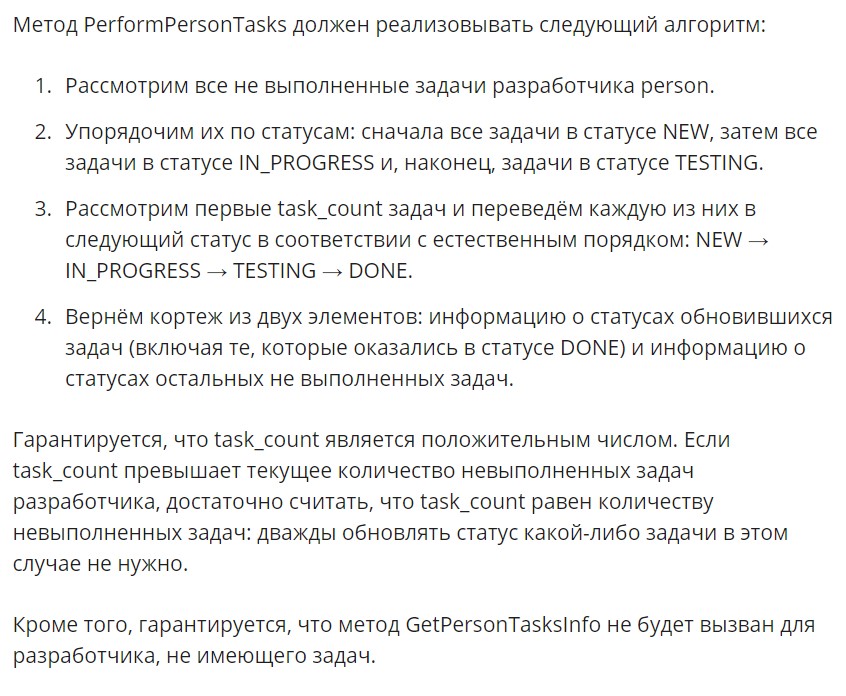 Метод PerformPersonTasks должен реализовывать следующий алгоритм:
1. Рассмотрим все не выполненные задачи разработчика person.
2. Упорядочим их по статусам: сначала все задачи в статусе NEW, затем все
задачи в статусе IN_PROGRESS и, наконец, задачи в статусе TESTING.
3. Рассмотрим первые task_count задач и переведём каждую из них в
следующий статус в соответствии с естественным порядком: NEW →
IN_PROGRESS → TESTING → DONE.
4. Вернём кортеж из двух элементов: информацию о статусах обновившихся
задач (включая те, которые оказались в статусе DONE) и информацию о
статусах остальных не выполненных задач.
Гарантируется, что task_count является положительным числом. Если
task_count превышает текущее количество невыполненных задач
разработчика, достаточно считать, что task_count равен количеству
невыполненных задач: дважды обновлять статус какой-либо задачи в этом
случае не нужно.
Кроме того, гарантируется, что метод GetPersonTasksInfo не будет вызван для
разработчика, не имеющего задач.